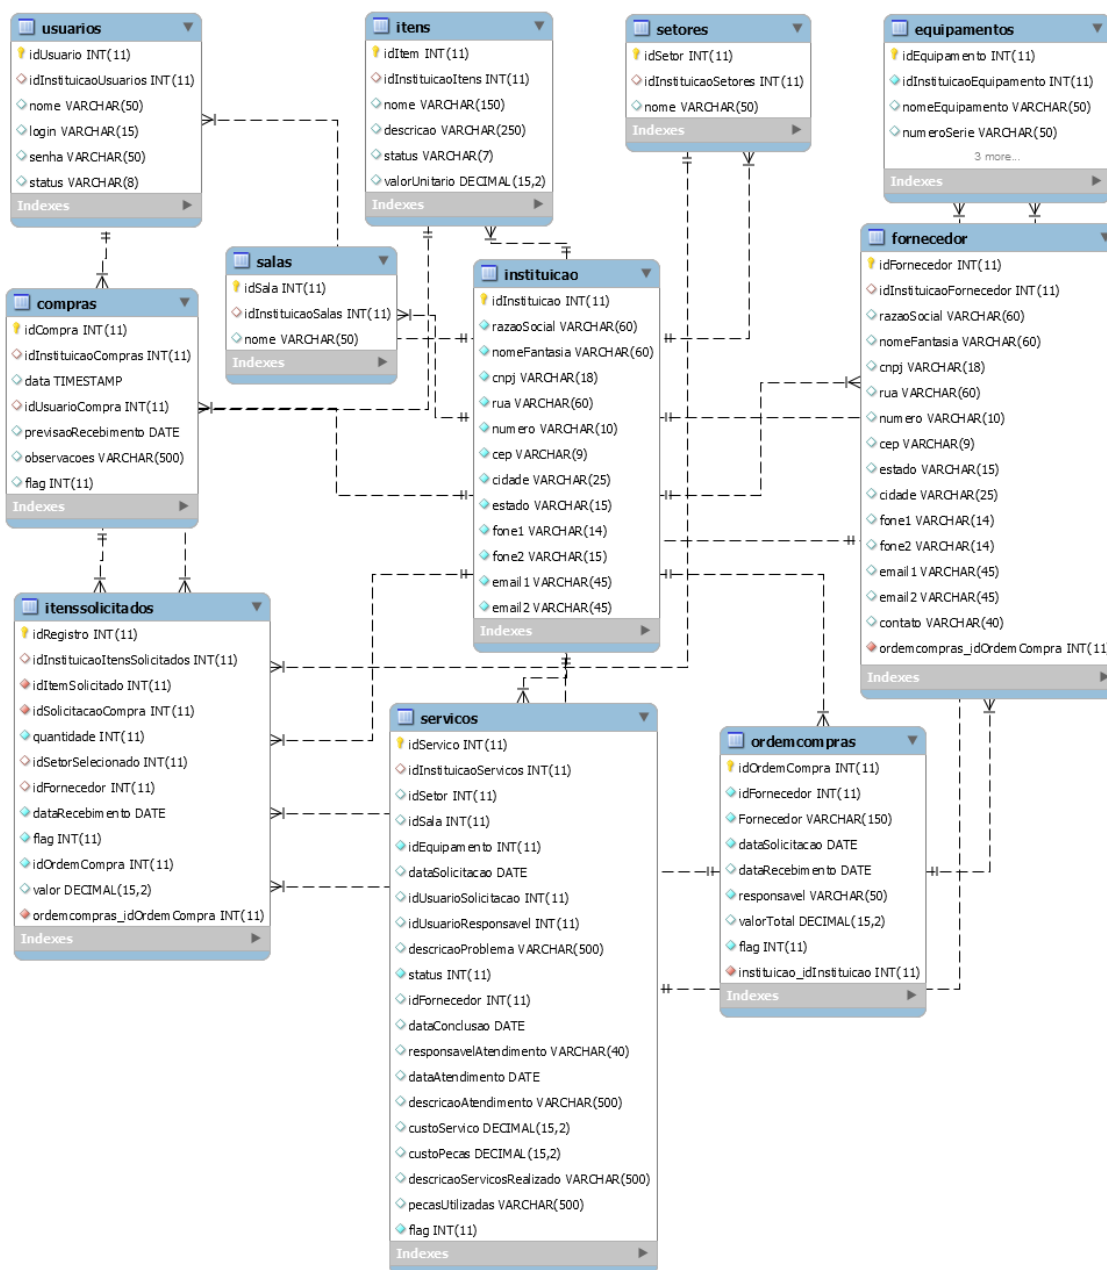 usuarios
idUsuario INT(11)
idInstituicaoUsuarios INT(11)
nome VARCHAR(50)
login VARCHAR(15)
senha VARCHAR(50)
status VARCHAR(8)
Indexes
itens
idItem INT(11)
idInstituicaoItens INT(11)
nome VARCHAR(150)
descricao VARCHAR(250)
status VARCHAR(7)
valorUnitario DECIMAL(15,2)
Indexes
setores
idSetor INT(11)
idInstituicaoSetores INT(11)
nome VARCHAR(50)
Indexes
equipamentos
idEquipamento INT(11)
idInstituicaoEquipamento INT(11)
nomeEquipamento VARCHAR(50)
numeroSerie VARCHAR(50)
3 more...
Indexes
salas
idSala INT(11)
idInstituicaoSalas INT(11)
nome VARCHAR(50)
Indexes
compras
idCompra INT(11)
idInstituicaoCompras INT(11)
data TIMESTAMP
idUsuarioCompra INT(11)
previsaoRecebimento DATE
observacoes VARCHAR(500)
flag INT(11)
Indexes
instituicao
idInstituicao INT(11)
razaoSocial VARCHAR(60)
nomeFantasia VARCHAR(60)
cnpj VARCHAR(18)
rua VARCHAR(60)
numero VARCHAR(10)
cep VARCHAR(9)
cidade VARCHAR(25)
estado VARCHAR(15)
fone1 VARCHAR(14)
fone2 VARCHAR(15)
email1 VARCHAR(45)
email2 VARCHAR(45)
Indexes
fornecedor
idFornecedor INT(11)
idInstituicaoFornecedor INT(11)
razaoSocial VARCHAR(60)
nomeFantasia VARCHAR(60)
cnpj VARCHAR(18)
rua VARCHAR(60)
numero VARCHAR(10)
cep VARCHAR(9)
estado VARCHAR(15)
cidade VARCHAR(25)
fone1 VARCHAR(14)
fone2 VARCHAR(14)
email1 VARCHAR(45)
email2 VARCHAR(45)
contato VARCHAR(40)
ordemcompras_idOrdemCompra INT(11)
Indexes
itenssolicitados
idRegistro INT(11)
idInstituicaoItensSolicitados INT(11)
idItemSolicitado INT(11)
idSolicitacaoCompra INT(11)
quantidade INT(11)
idSetorSelecionado INT(11)
idFornecedor INT(11)
dataRecebimento DATE
flag INT(11)
idOrdemCompra INT(11)
valor DECIMAL(15,2)
ordemcompras_idOrdemCompra INT(11)
Indexes
servicos
idServico INT(11)
idInstituicaoServicos INT(11)
idSetor INT(11)
idSala INT(11)
idEquipamento INT(11)
dataSolicitacao DATE
idUsuarioSolicitacao INT(11)
idUsuarioResponsavel INT(11)
descricaoProblema VARCHAR(500)
status INT(11)
idFornecedor INT(11)
dataConclusao DATE
responsavelAtendimento VARCHAR(40)
dataAtendimento DATE
descricaoAtendimento VARCHAR(500)
custoServico DECIMAL(15,2)
custoPecas DECIMAL(15,2)
descricaoServicosRealizado VARCHAR(500)
pecasUtilizadas VARCHAR(500)
flag INT(11)
Indexes
ordemcompras
idOrdemCompra INT(11)
idFornecedor INT(11)
Fornecedor VARCHAR(150)
dataSolicitacao DATE
dataRecebimento DATE
responsavel VARCHAR(50)
valorTotal DECIMAL(15,2)
flag INT(11)
instituicao_idInstituicao INT(11)
Indexes